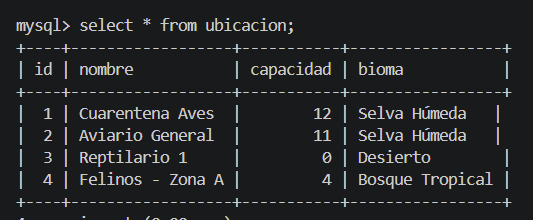 mysql> select * from ubicacion;
+----+------------------+-----------+-----------------+
| id | nombre           | capacidad | bioma           |
+----+------------------+-----------+-----------------+
|  1 | Cuarentena Aves  |        12 | Selva Húmeda   |
|  2 | Aviario General  |        11 | Selva Húmeda   |
|  3 | Reptilario 1     |         0 | Desierto        |
|  4 | Felinos - Zona A |         4 | Bosque Tropical |
+----+------------------+-----------+-----------------+